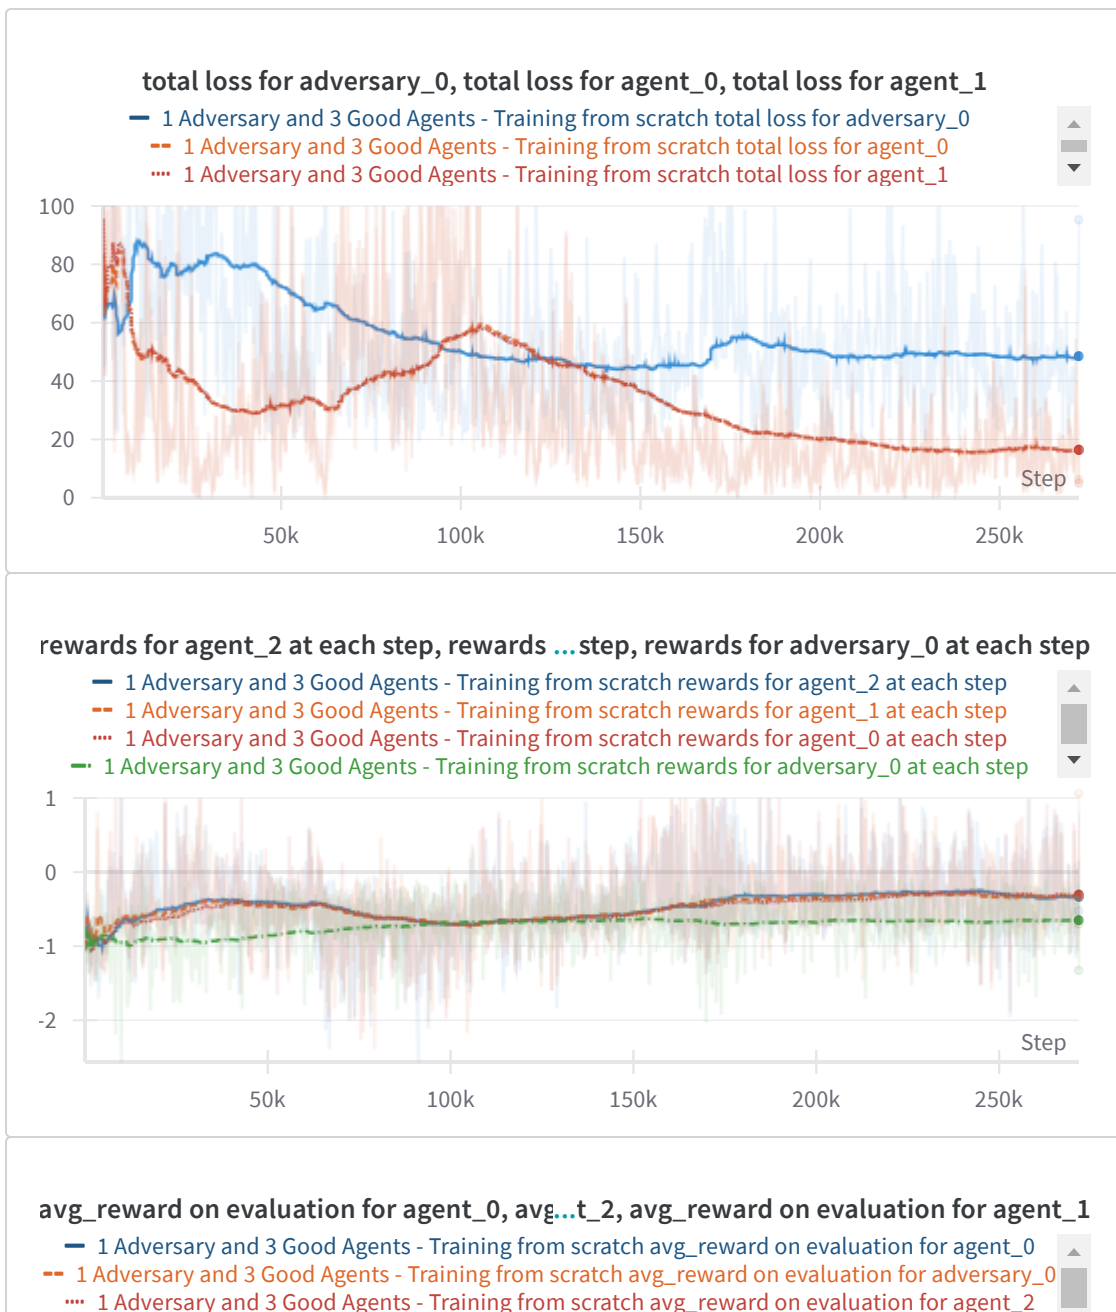 total loss for adversary_0, total loss for agent_0, total loss for agent_1
1 Adversary and 3 Good Agents - Training from scratch total loss for adversary_0
1 Adversary and 3 Good Agents - Training from scratch total loss for agent_0
1 Adversary and 3 Good Agents - Training from scratch total loss for agent_1
100
80
60
40
20
0
Step
50k 100k 150k 200k 250k
rewards for agent_2 at each step, rewards ...step, rewards for adversary_0 at each step
1 Adversary and 3 Good Agents - Training from scratch rewards for agent_2 at each step
1 Adversary and 3 Good Agents - Training from scratch rewards for agent_1 at each step
1 Adversary and 3 Good Agents - Training from scratch rewards for agent_0 at each step
1 Adversary and 3 Good Agents - Training from scratch rewards for adversary_0 at each step
1
0
-1
-2
Step
50k 100k 150k 200k 250k
avg_reward on evaluation for agent_0, avg...t_2, avg_reward on evaluation for agent_1
1 Adversary and 3 Good Agents - Training from scratch avg_reward on evaluation for agent_0
1 Adversary and 3 Good Agents - Training from scratch avg_reward on evaluation for adversary_0
1 Adversary and 3 Good Agents - Training from scratch avg_reward on evaluation for agent_2